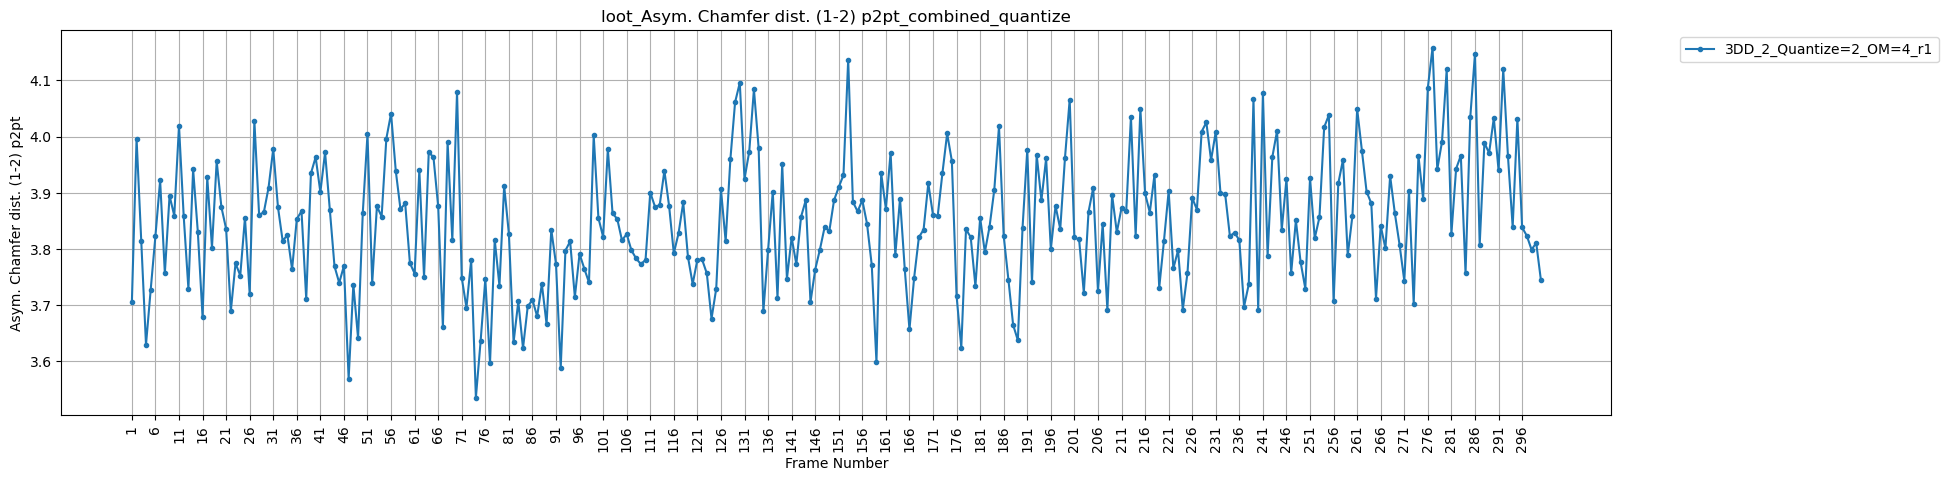 loot_Asym. Chamfer dist. (1-2) p2pt_combined_quantize
3DD_2_Quantize=2_OM=4_r1
Asym. Chamfer dist. (1-2) p2pt
4.1
4.0
3.9
3.8
3.7
3.6
1 6 11 16 21 26 31 36 41 46 51 56 61 66 71 76 81 86 91 96 101 106 111 116 121 126 131 136 141 146 151 156 161 166 171 176 181 186 191 196 201 206 211 216 221 226 231 236 241 246 251 256 261 266 271 276 281 286 291 296
Frame Number